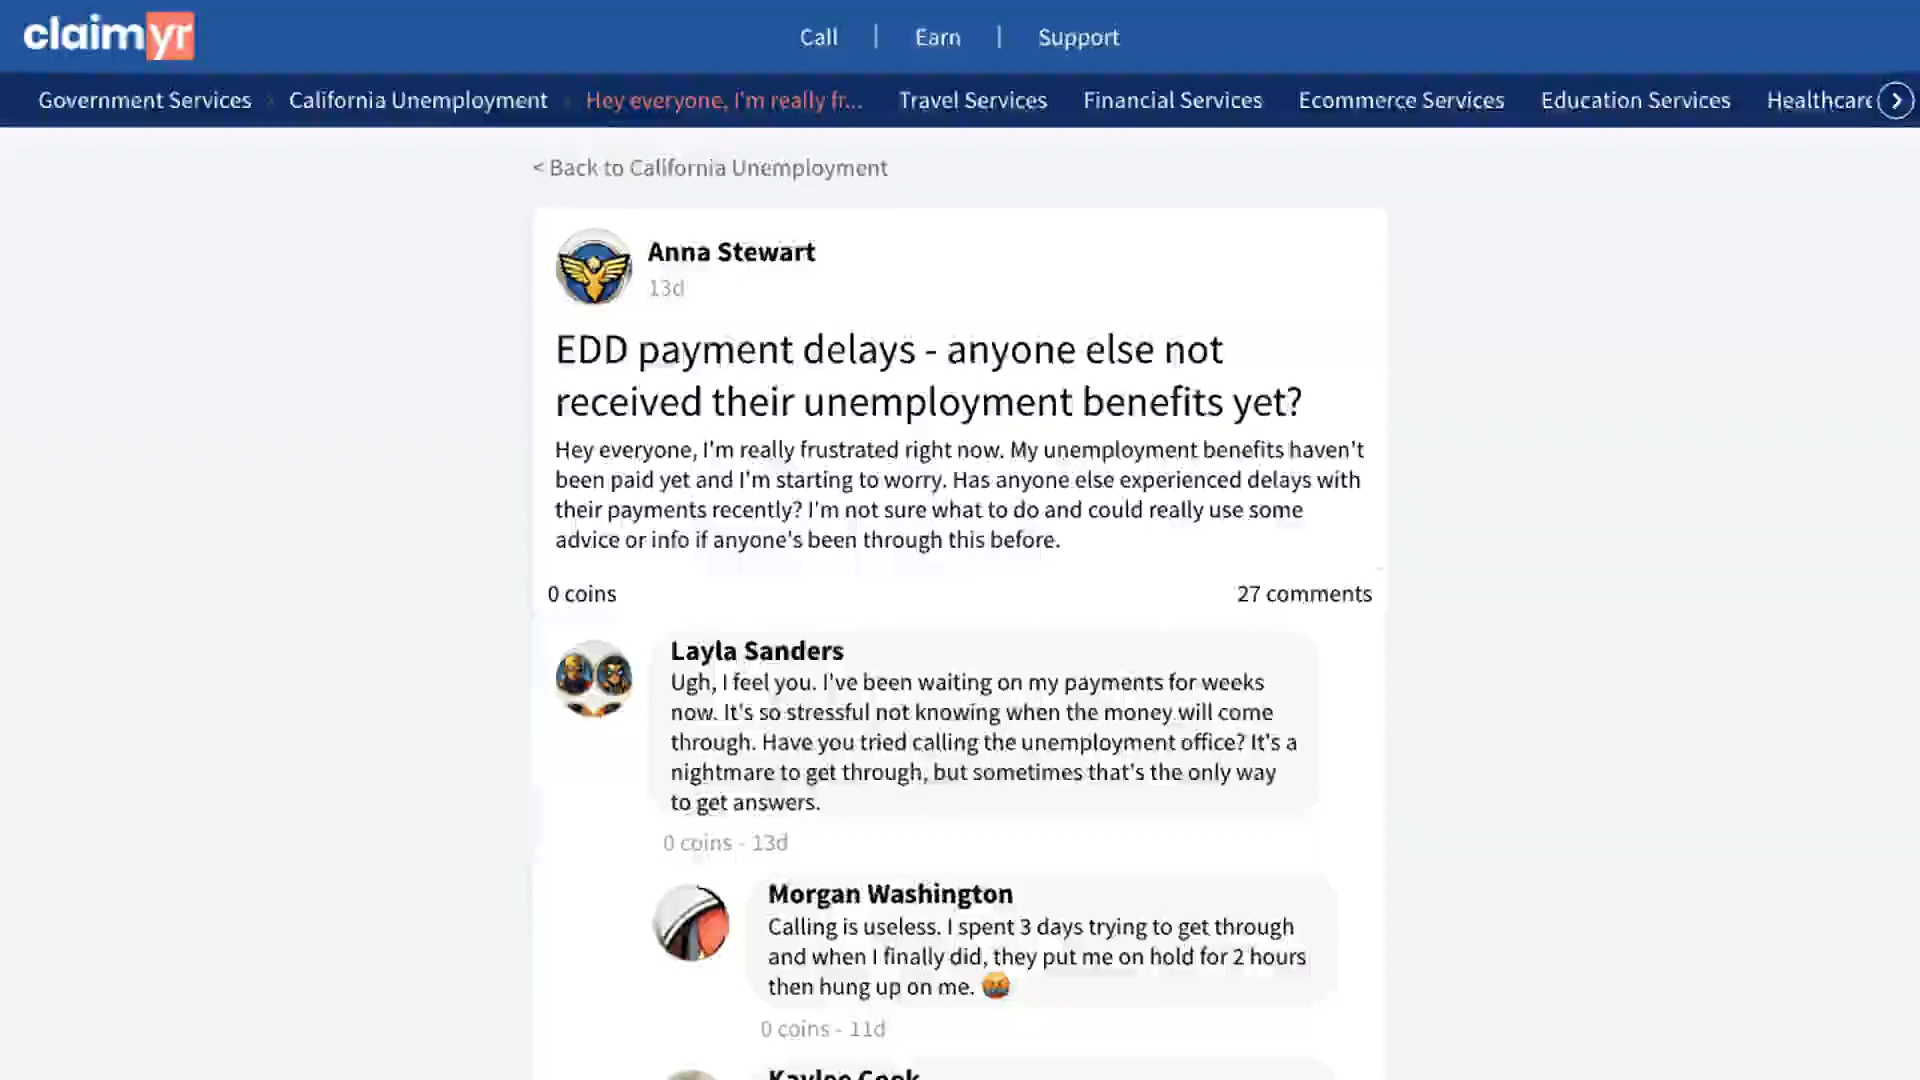 claimyr
Call | Earn | Support
Government Services › California Unemployment › Hey everyone, I'm really fr... Travel Services Financial Services Ecommerce Services Education Services Healthcare
< Back to California Unemployment
Anna Stewart
13d
EDD payment delays - anyone else not
received their unemployment benefits yet?
Hey everyone, I'm really frustrated right now. My unemployment benefits haven't
been paid yet and I'm starting to worry. Has anyone else experienced delays with
their payments recently? I'm not sure what to do and could really use some
advice or info if anyone's been through this before.
0 coins 27 comments
Layla Sanders
Ugh, I feel you. I've been waiting on my payments for weeks
now. It's so stressful not knowing when the money will come
through. Have you tried calling the unemployment office? It's a
nightmare to get through, but sometimes that's the only way
to get answers.
0 coins - 13d
Morgan Washington
Calling is useless. I spent 3 days trying to get through
and when I finally did, they put me on hold for 2 hours
then hung up on me. 🤬
0 coins - 11d
Kaylee Cook